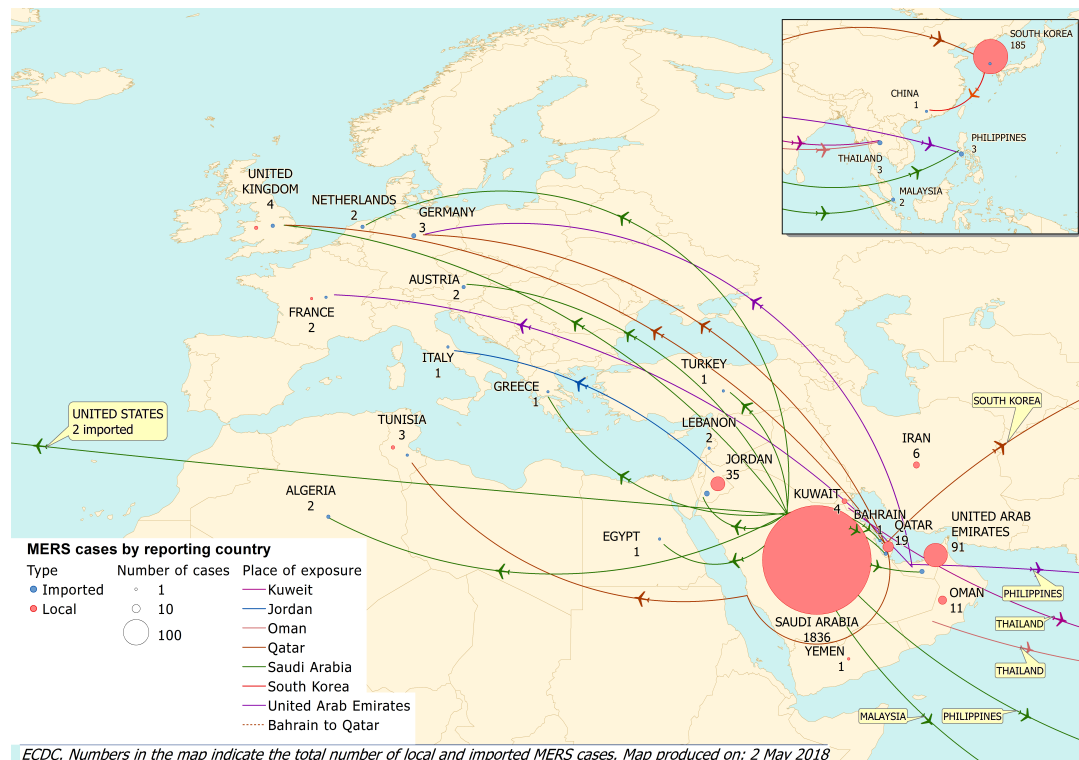 SOUTH KOREA
185
CHINA
1
PHILIPPINES
3
THAILAND
3
MALAYSIA
2
UNITED
KINGDOM
4
NETHERLANDS
2
GERMANY
3
AUSTRIA
2
FRANCE
2
ITALY
1
GREECE
1
TURKEY
1
UNITED STATES
2 imported
TUNISIA
3
LEBANON
2
SOUTH KOREA
JORDAN
35
IRAN
6
ALGERIA
2
KUWAIT
4
BAHRAIN
1
QATAR
19
UNITED ARAB
EMIRATES
91
EGYPT
1
PHILIPPINES
OMAN
11
THAILAND
SAUDI ARABIA
1836
YEMEN
1
THAILAND
MALAYSIA
PHILIPPINES
MERS cases by reporting country
Type
Imported
Local
Number of cases
1
10
100
Place of exposure
Kuwait
Jordan
Oman
Qatar
Saudi Arabia
South Korea
United Arab Emirates
Bahrain to Qatar
ECDC. Numbers in the map indicate the total number of local and imported MERS cases. Map produced on: 2 May 2018